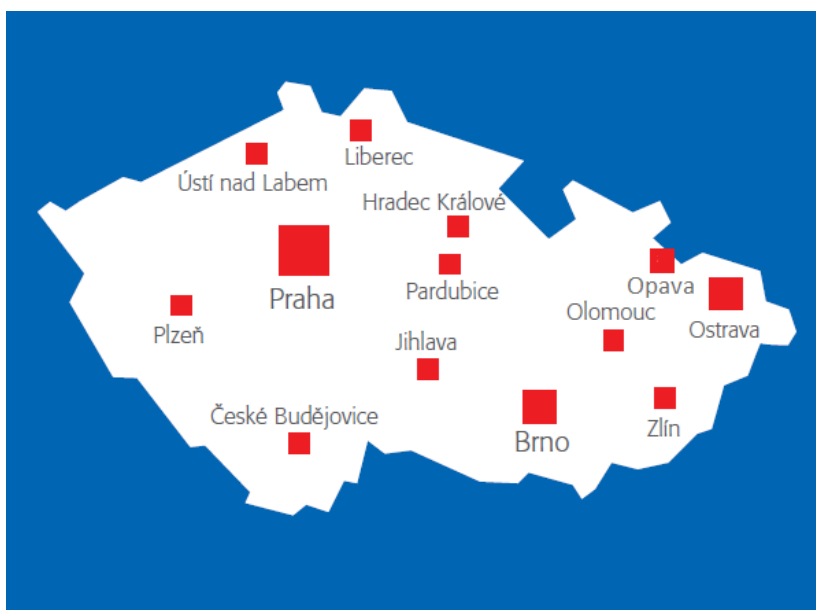 Liberec
Ústí nad Labem
Hradec Králové
Praha
Pardubice
Opava
Olomouc
Ostrava
Plzeň
Jihlava
České Budějovice
Brno
Zlín